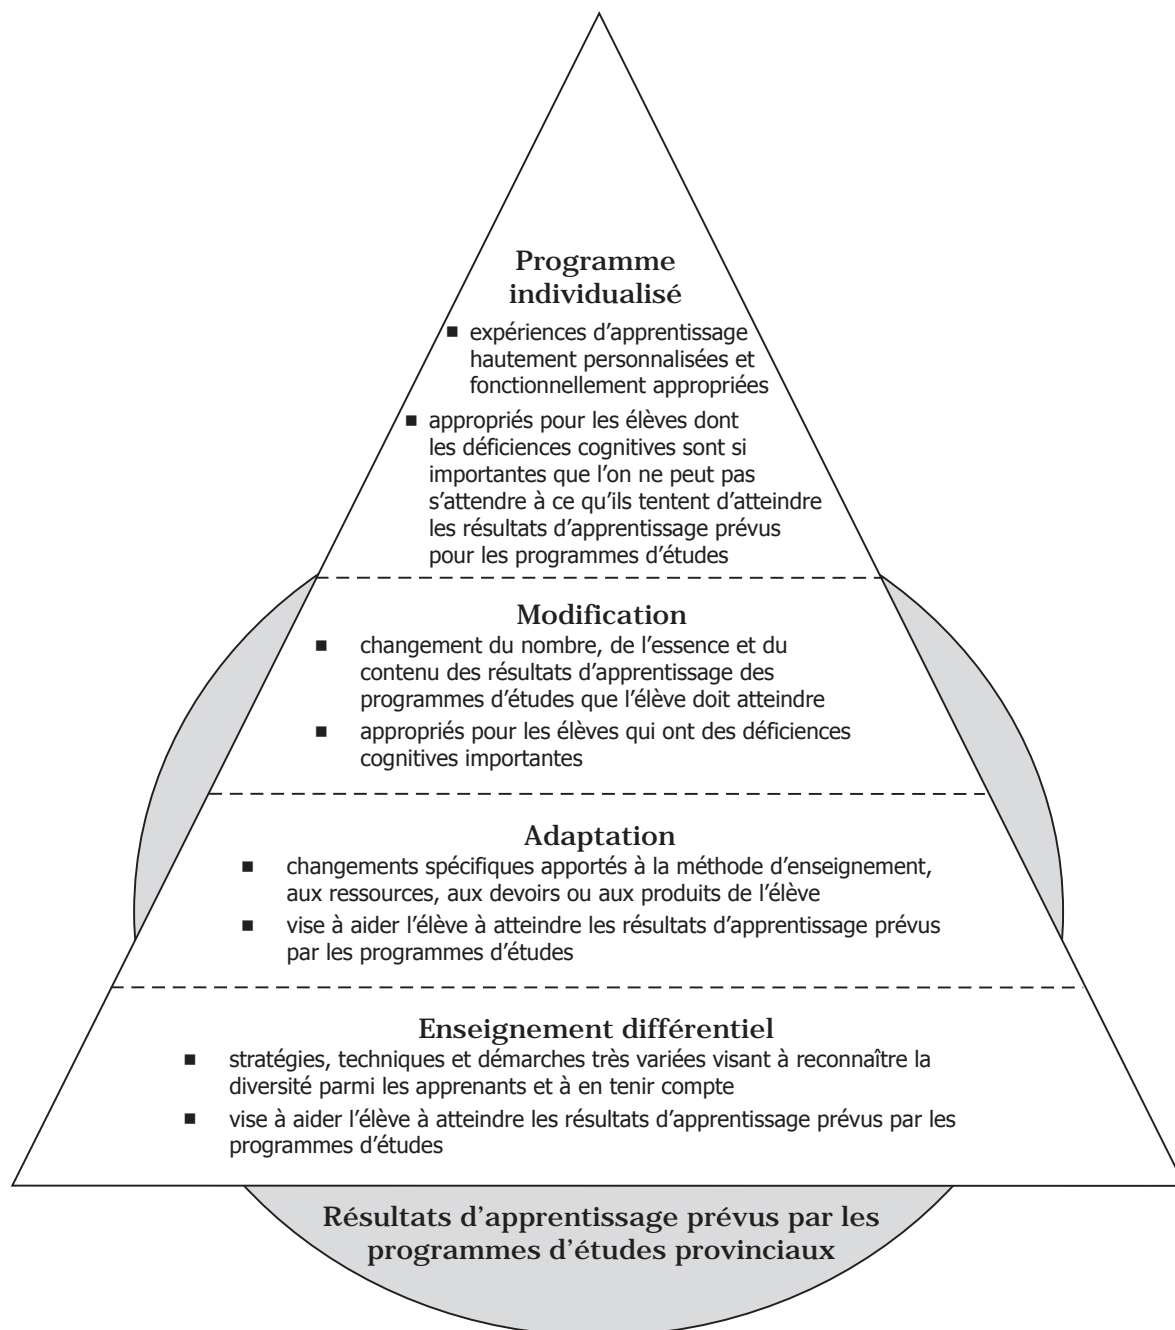 Programme
individualisé
■ expériences d’apprentissage
hautement personnalisées et
fonctionnellement appropriées
■ appropriés pour les élèves dont
les déficiences cognitives sont si
importantes que l’on ne peut pas
s’attendre à ce qu’ils tentent d’atteindre
les résultats d’apprentissage prévus
pour les programmes d’études
Modification
■ changement du nombre, de l’essence et du
contenu des résultats d’apprentissage des
programmes d’études que l’élève doit atteindre
■ appropriés pour les élèves qui ont des déficiences
cognitives importantes
Adaptation
■ changements spécifiques apportés à la méthode d’enseignement,
aux ressources, aux devoirs ou aux produits de l’élève
■ vise à aider l’élève à atteindre les résultats d’apprentissage prévus
par les programmes d’études
Enseignement différentiel
■ stratégies, techniques et démarches très variées visant à reconnaître la
diversité parmi les apprenants et à en tenir compte
■ vise à aider l’élève à atteindre les résultats d’apprentissage prévus par les
programmes d’études
Résultats d’apprentissage prévus par les
programmes d’études provinciaux